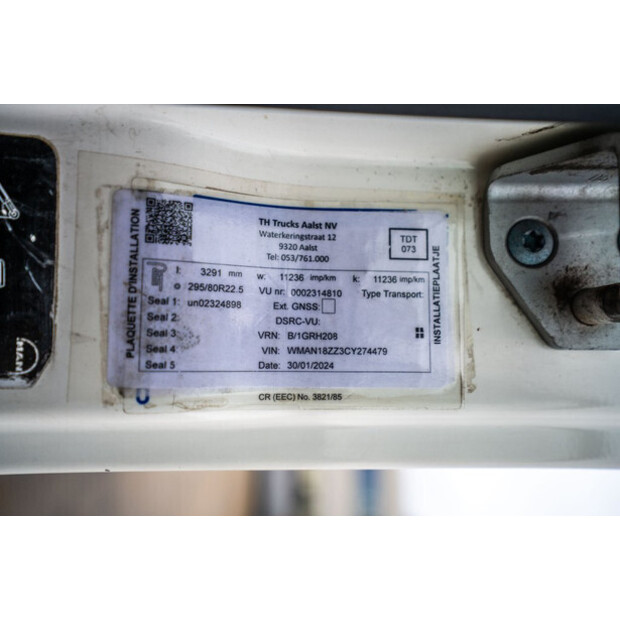 TH Trucks Aalst NV
Waterkeringstraat 12
9320 Aalst
Tel: 053/761.000
TDT
073
PLAQUETTE D'INSTALLATION
INSTALLATIEPLAATJE
l: 3291 mm w: 11236 imp/km k: 11236 imp/km
o 295/80R22.5 VU nr: 0002314810 Type Transport:
Seal 1: un02324898 Ext. GNSS:
Seal 2: DSRC-VU:
Seal 3: VRN: B/1GRH208
Seal 4 VIN: WMAN18ZZ3CY274479
Seal 5 Date: 30/01/2024
CR (EEC) No. 3821/85
MAN